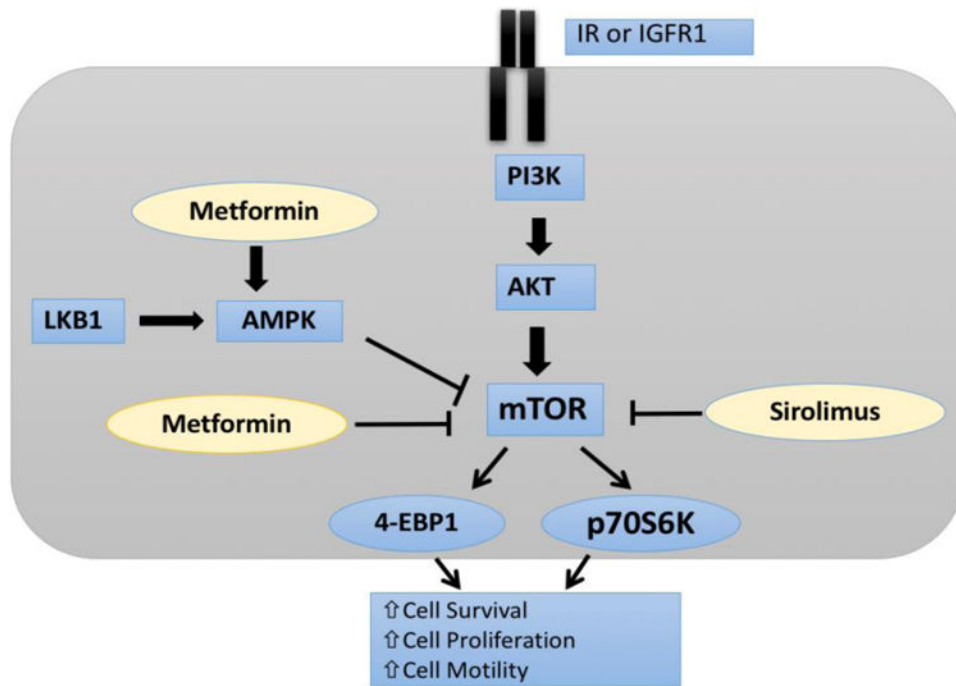 IR or IGFR1
PI3K
Metformin
AKT
LKB1
AMPK
mTOR
Metformin
Sirolimus
4-EBP1
p70S6K
⇧Cell Survival
⇧Cell Proliferation
⇧Cell Motility